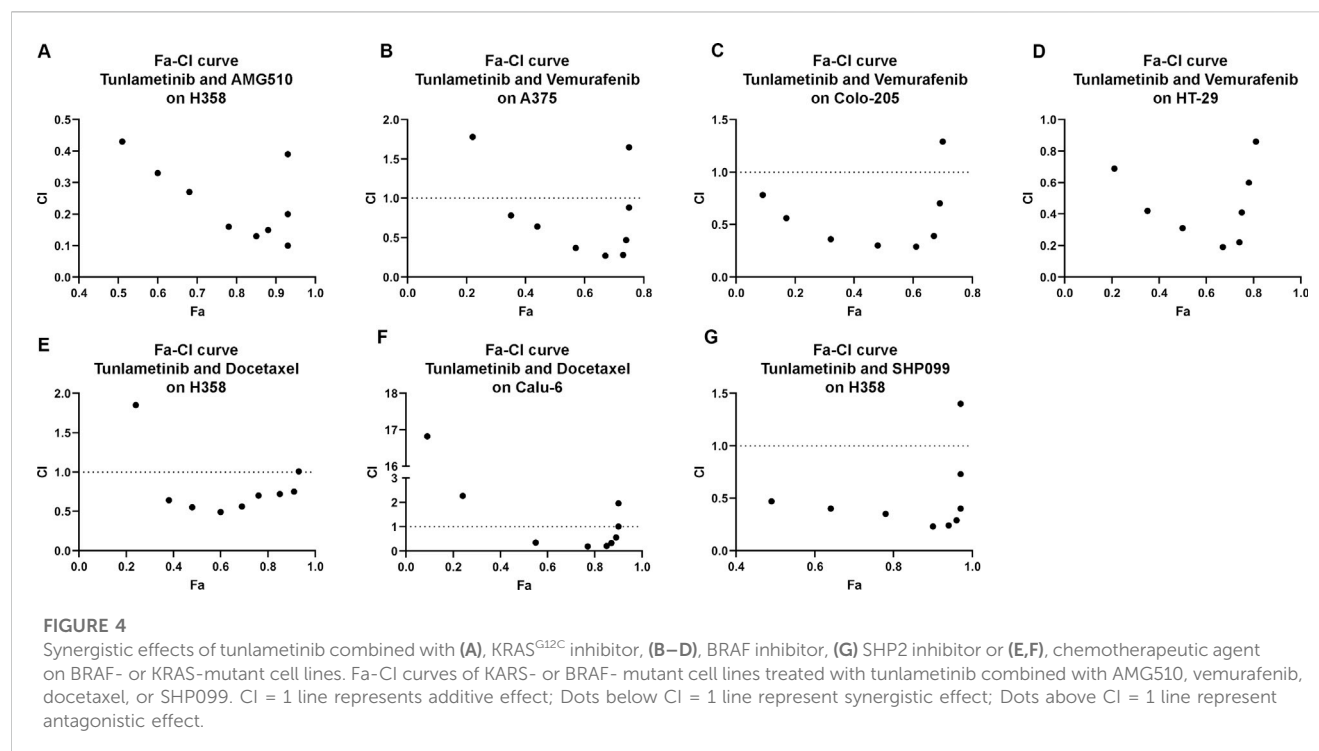 A
Fa-CI curve
Tunlametinib and AMG510
on H358
0.5
0.4
0.3
0.2
0.1
0.0
CI
0.4 0.5 0.6 0.7 0.8 0.9 1.0
Fa
B
Fa-CI curve
Tunlametinib and Vemurafenib
on A375
2.0
1.5
1.0
0.5
0.0
CI
0.0 0.2 0.4 0.6 0.8
Fa
C
Fa-CI curve
Tunlametinib and Vemurafenib
on Colo-205
1.5
1.0
0.5
0.0
CI
0.0 0.2 0.4 0.6 0.8
Fa
D
Fa-CI curve
Tunlametinib and Vemurafenib
on HT-29
1.0
0.8
0.6
0.4
0.2
0.0
CI
0.0 0.2 0.4 0.6 0.8 1.0
Fa
E
Fa-CI curve
Tunlametinib and Docetaxel
on H358
2.0
1.5
1.0
0.5
0.0
CI
0.0 0.2 0.4 0.6 0.8 1.0
Fa
F
Fa-CI curve
Tunlametinib and Docetaxel
on Calu-6
18
17
16
3
2
1
0
CI
0.0 0.2 0.4 0.6 0.8 1.0
Fa
G
Fa-CI curve
Tunlametinib and SHP099
on H358
1.5
1.0
0.5
0.0
CI
0.4 0.6 0.8 1.0
Fa
FIGURE 4
Synergistic effects of tunlametinib combined with (A), KRASG12C inhibitor, (B–D), BRAF inhibitor, (G) SHP2 inhibitor or (E,F), chemotherapeutic agent
on BRAF- or KRAS-mutant cell lines. Fa-CI curves of KARS- or BRAF- mutant cell lines treated with tunlametinib combined with AMG510, vemurafenib,
docetaxel, or SHP099. CI = 1 line represents additive effect; Dots below CI = 1 line represent synergistic effect; Dots above CI = 1 line represent
antagonistic effect.